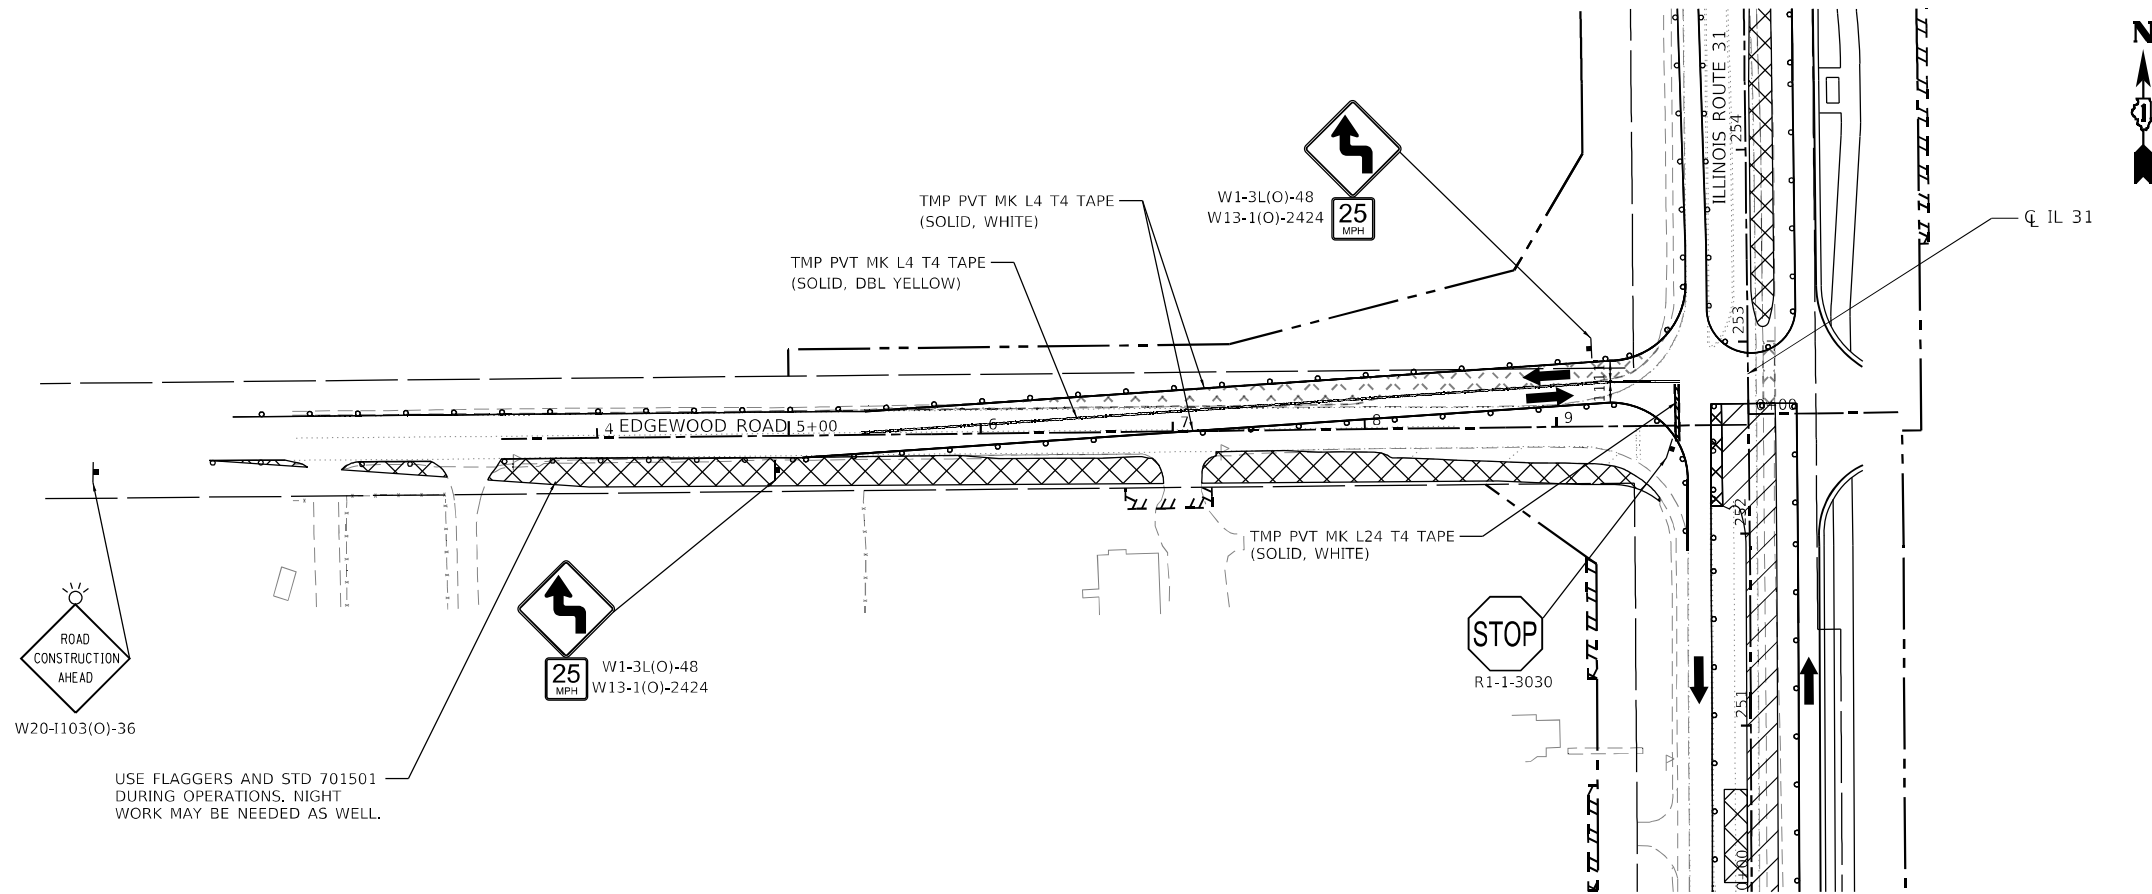 N
1
ILLINOIS ROUTE 31
254
W1-3L(O)-48
W13-1(O)-2424
25
MPH
TMP PVT MK L4 T4 TAPE
(SOLID, WHITE)
℄ IL 31
TMP PVT MK L4 T4 TAPE
(SOLID, DBL YELLOW)
253
4
EDGEWOOD ROAD
5+00
6
7
8
9
252
TMP PVT MK L24 T4 TAPE
(SOLID, WHITE)
ROAD
CONSTRUCTION
AHEAD
W20-I103(O)-36
25
MPH
W1-3L(O)-48
W13-1(O)-2424
STOP
R1-1-3030
251
USE FLAGGERS AND STD 701501
DURING OPERATIONS. NIGHT
WORK MAY BE NEEDED AS WELL.